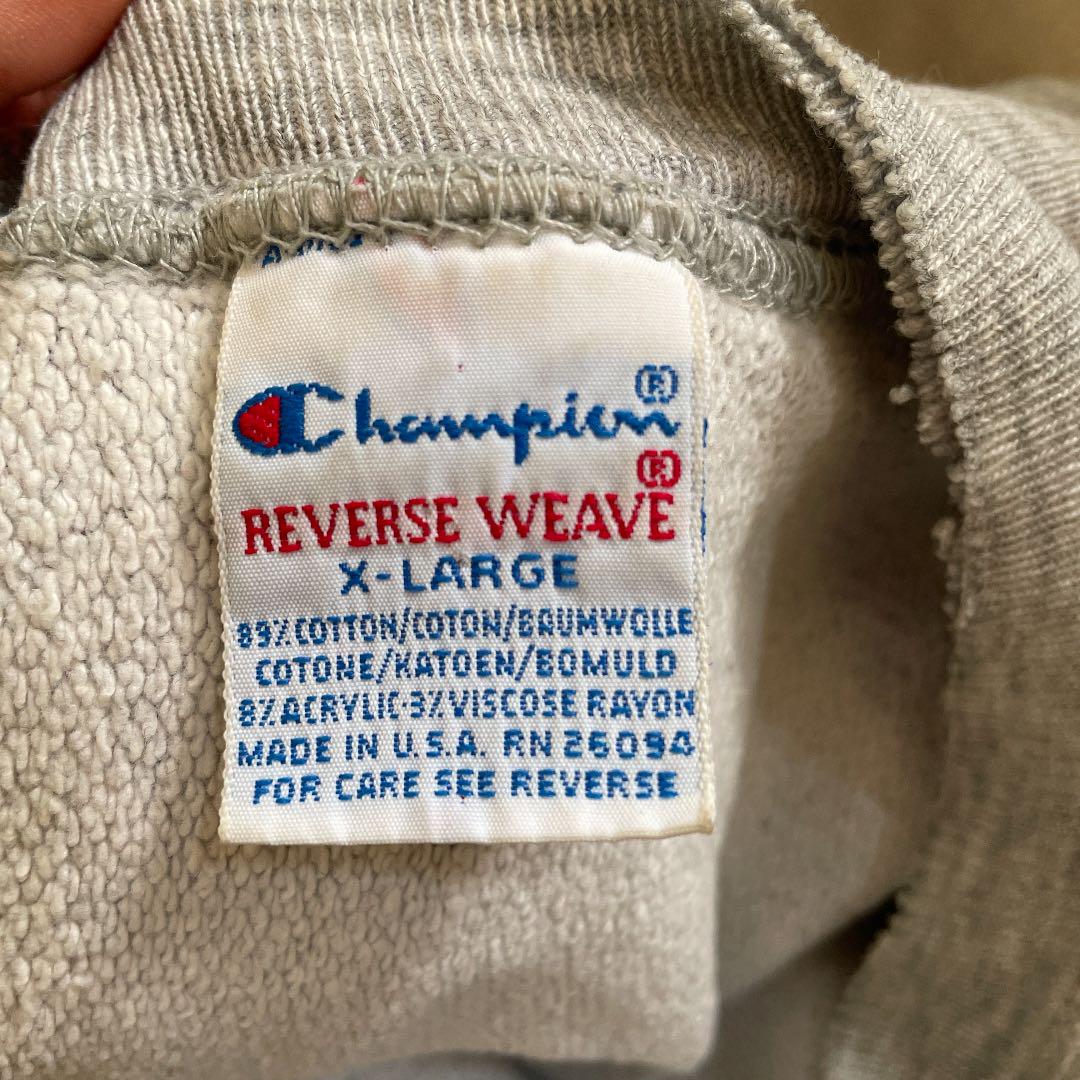 Champion®
®
REVERSE WEAVE
X-LARGE
89% COTTON/COTON/BAUMWOLLE
COTONE/KATOEN/BOMULD
8% ACRYLIC·3% VISCOSE RAYON
MADE IN U.S.A. RN 26094
FOR CARE SEE REVERSE